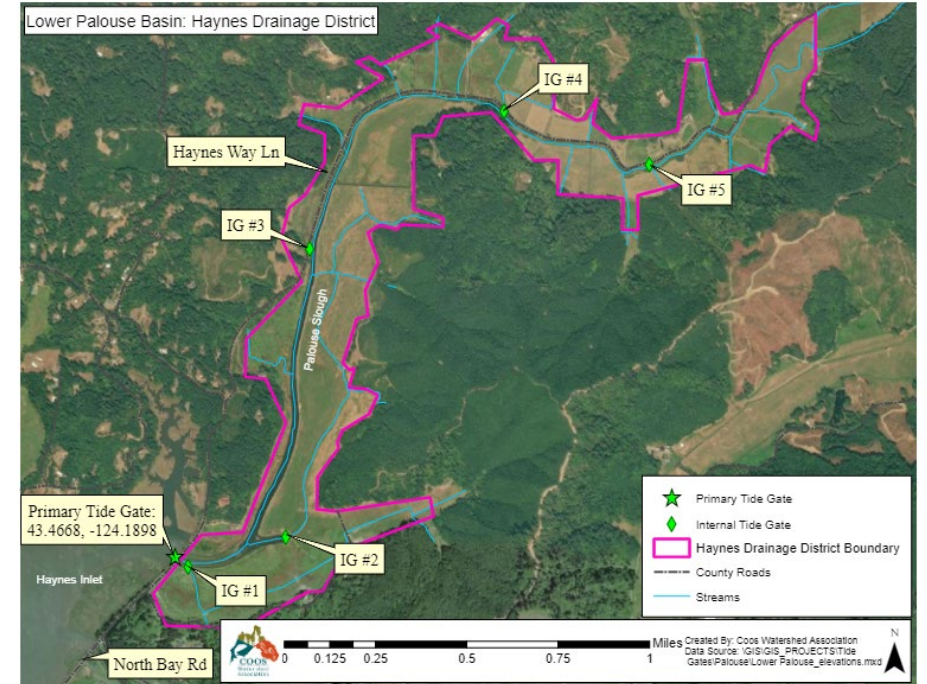 Lower Palouse Basin: Haynes Drainage District
IG #4
Haynes Way Ln
IG #5
IG #3
Palouse Slough
Primary Tide Gate:
43.4668, -124.1898
IG #2
Haynes Inlet
IG #1
North Bay Rd
Primary Tide Gate
Internal Tide Gate
Haynes Drainage District Boundary
County Roads
Streams
COOS
Watershed
Association
0 0.125 0.25 0.5 0.75 1
Miles
Created By: Coos Watershed Association
Data Source: \GIS\GIS_PROJECTS\Tide
Gates\Palouse\Lower Palouse_elevations.mxd
N